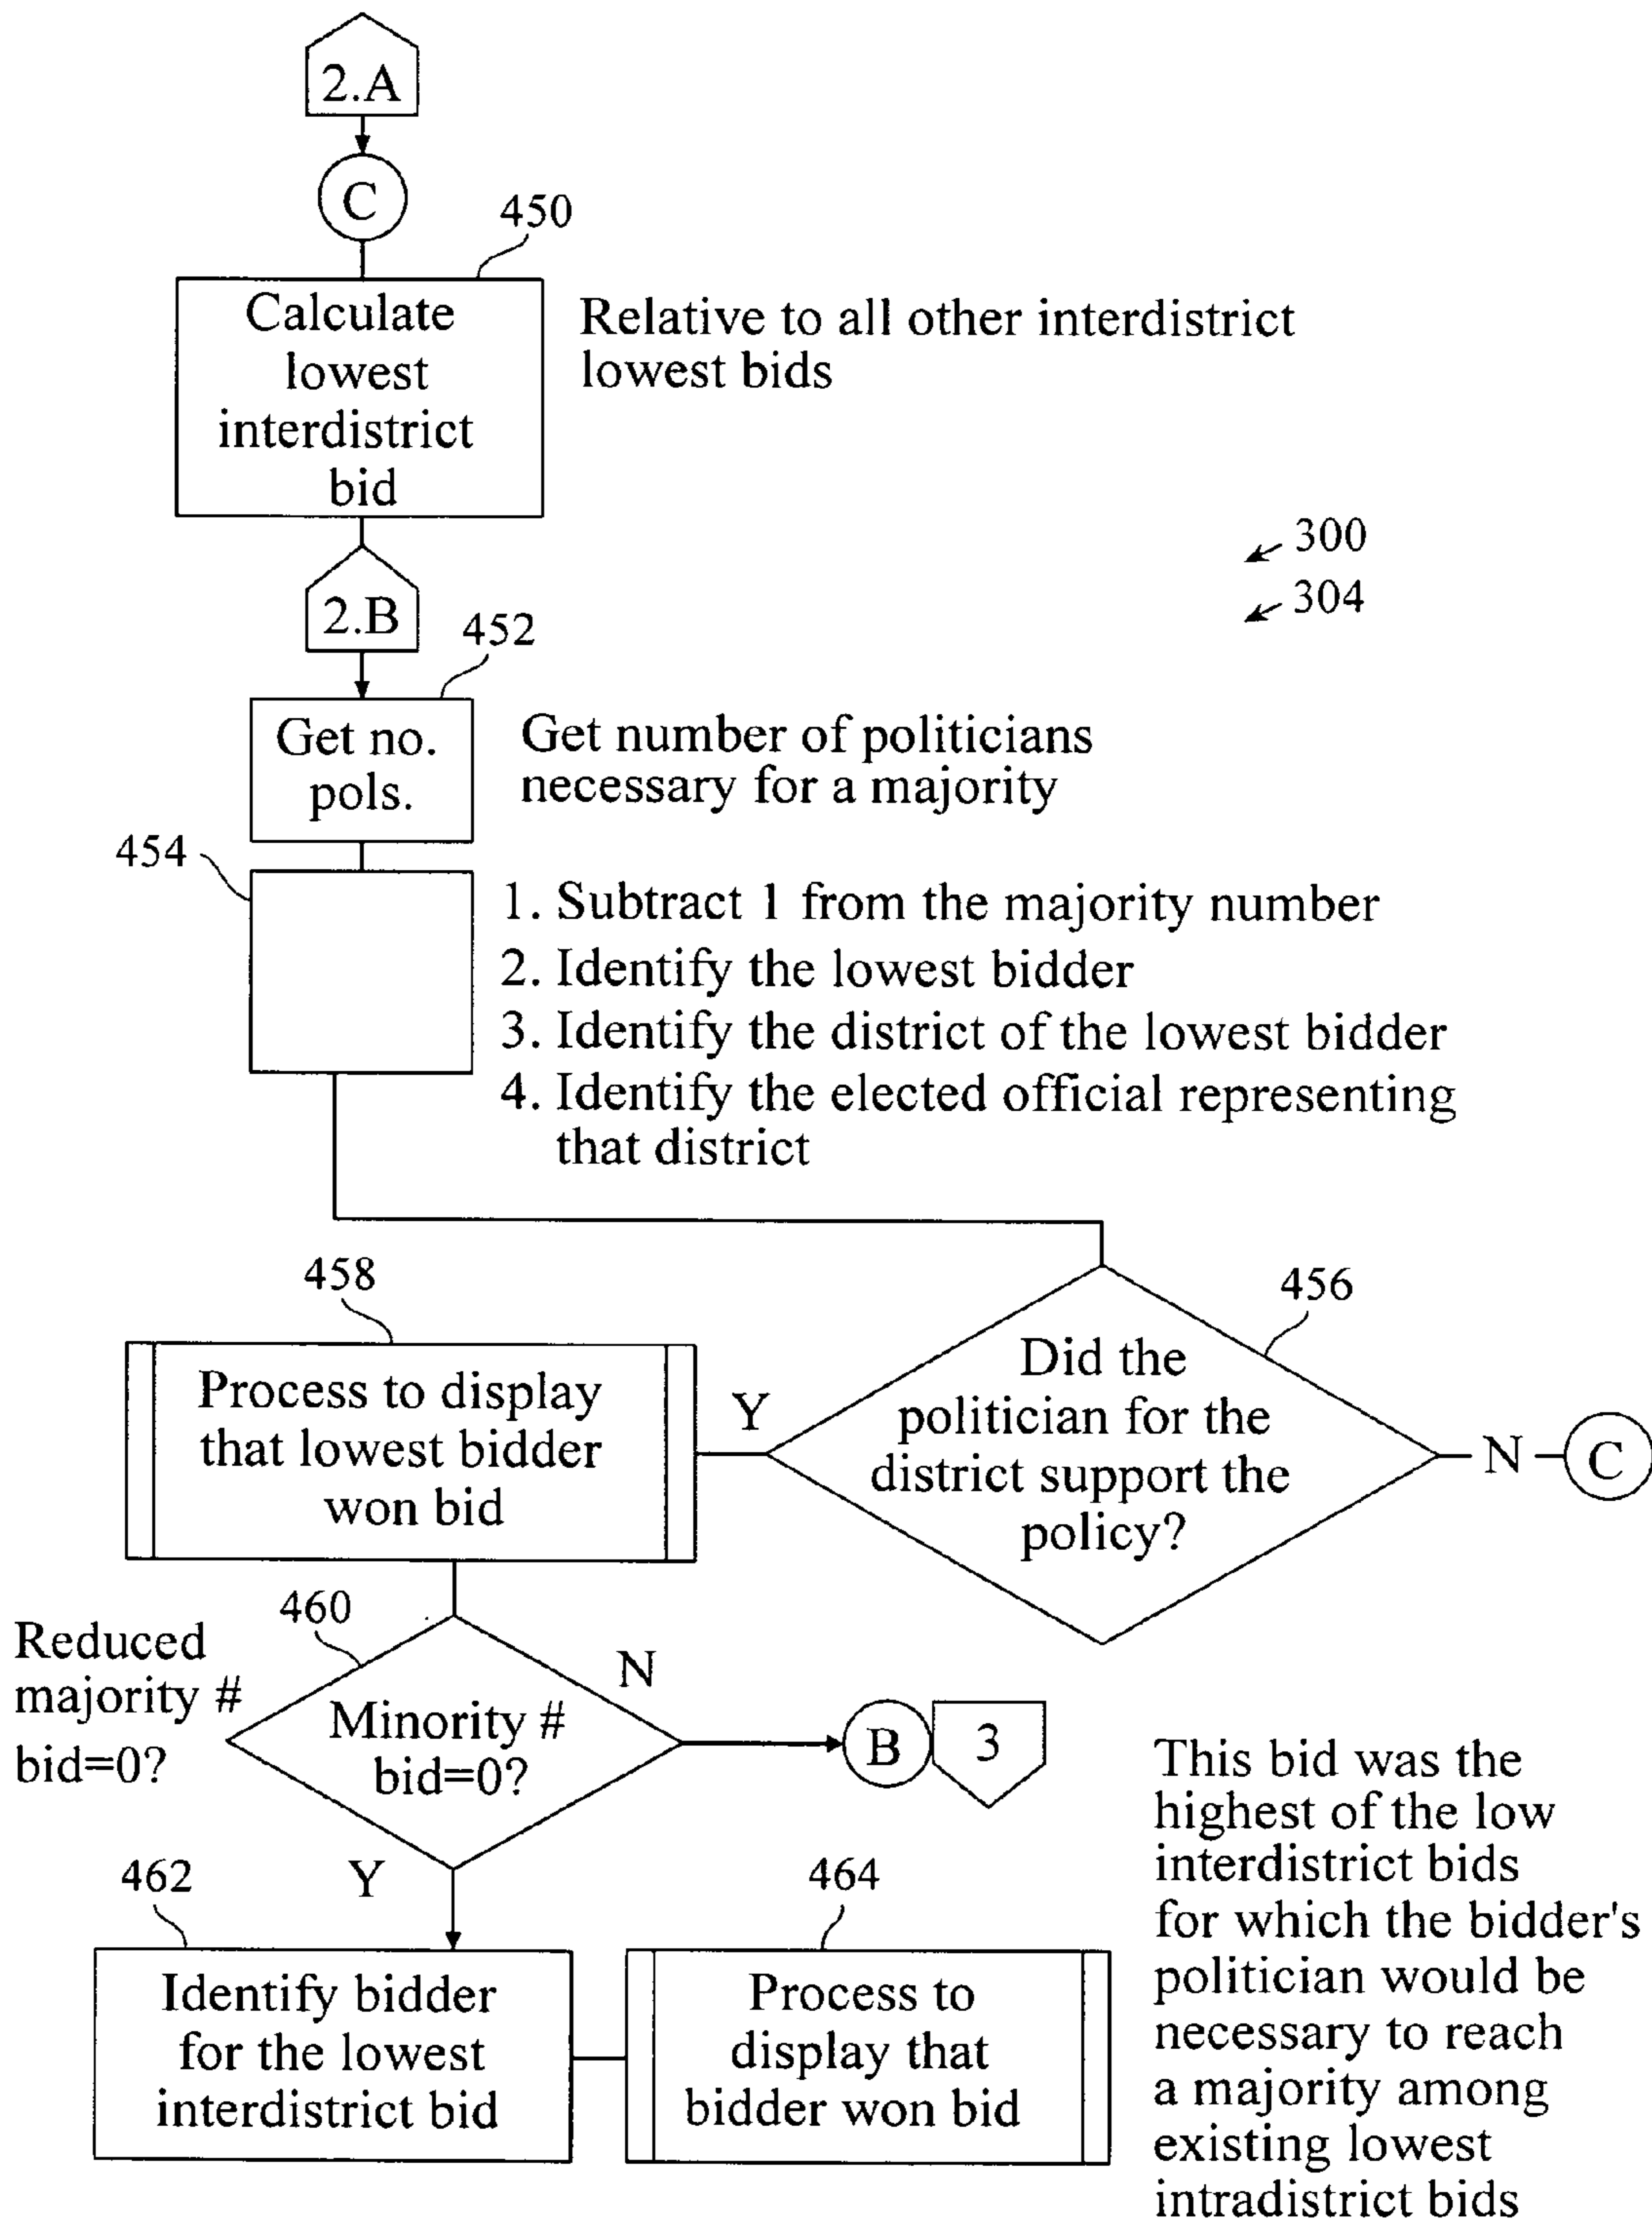 2.A
C
450
Calculate
lowest
interdistrict
bid
Relative to all other interdistrict
lowest bids
300
304
2.B
452
Get no.
pols.
Get number of politicians
necessary for a majority
454
1. Subtract 1 from the majority number
2. Identify the lowest bidder
3. Identify the district of the lowest bidder
4. Identify the elected official representing
that district
458
456
Process to display
that lowest bidder
won bid
Y
Did the
politician for the
district support the
policy?
N
C
460
Reduced
majority #
bid=0?
Minority #
bid=0?
N
B
3
Y
462
464
Identify bidder
for the lowest
interdistrict bid
Process to
display that
bidder won bid
This bid was the
highest of the low
interdistrict bids
for which the bidder's
politician would be
necessary to reach
a majority among
existing lowest
intradistrict bids